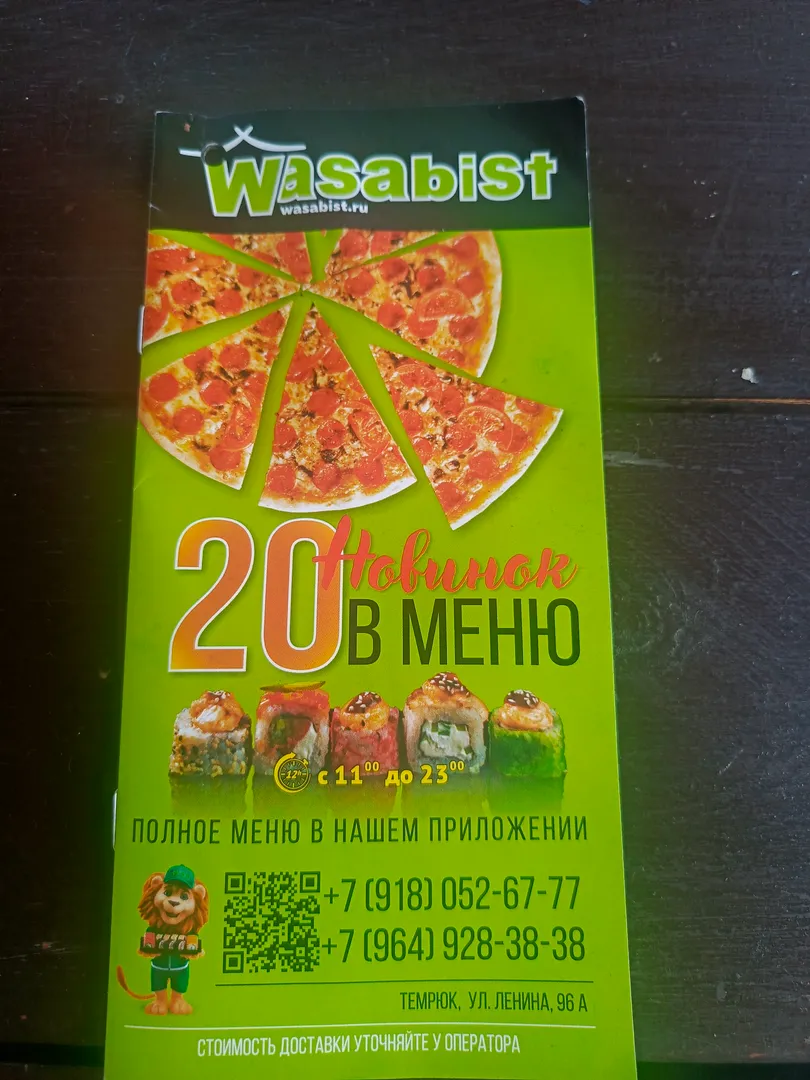 Wasabist
wasabist.ru
20 Новинок
В МЕНЮ
12ч с 11⁰⁰ до 23⁰⁰
ПОЛНОЕ МЕНЮ В НАШЕМ ПРИЛОЖЕНИИ
+7 (918) 052-67-77
+7 (964) 928-38-38
ТЕМРЮК, УЛ. ЛЕНИНА, 96 А
СТОИМОСТЬ ДОСТАВКИ УТОЧНЯЙТЕ У ОПЕРАТОРА